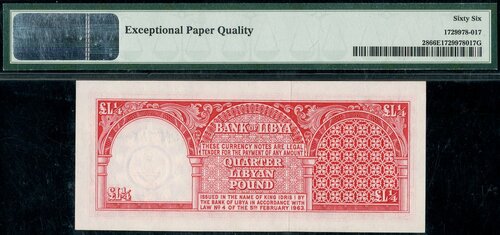 Exceptional Paper Quality
Sixty Six
1729978-017
2866E1729978017G
£L¼
£L¼
BANK OF LIBYA
THESE CURRENCY NOTES ARE LEGAL
TENDER FOR THE PAYMENT OF ANY AMOUNT
QUARTER
LIBYAN
POUND
ISSUED IN THE NAME OF KING IDRIS I BY
THE BANK OF LIBYA IN ACCORDANCE WITH
LAW No 4 OF THE 5TH FEBRUARY 1963.
£L¼
£L¼